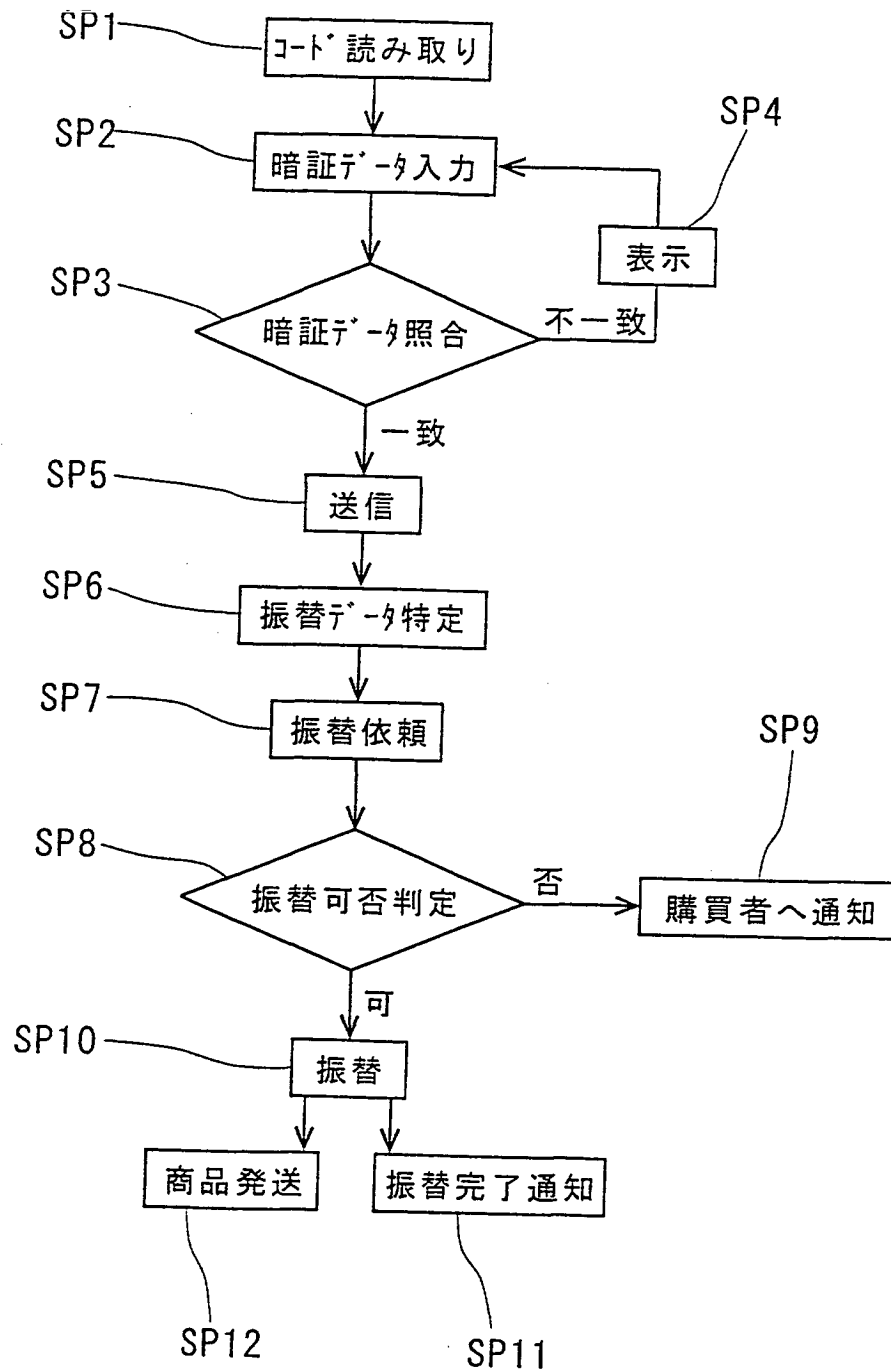 SP1
コード読み取り
SP2
暗証データ入力
SP4
表示
SP3
暗証データ照合
不一致
一致
SP5
送信
SP6
振替データ特定
SP7
振替依頼
SP8
振替可否判定
否
SP9
購買者へ通知
可
SP10
振替
商品発送
振替完了通知
SP12
SP11